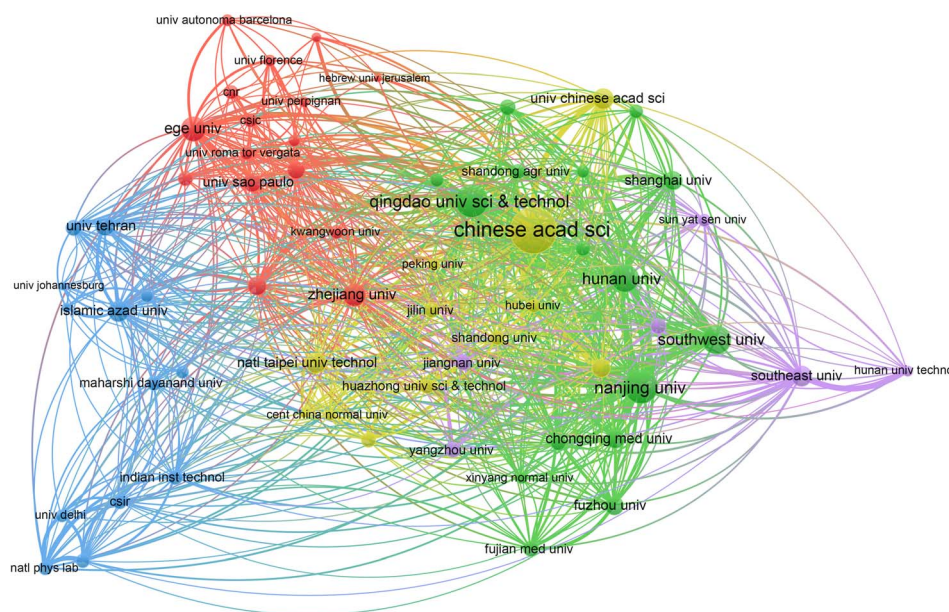 univ autonoma barcelona
univ florence
hebrew univ jerusalem
cnr
univ perpignan
univ chinese acad sci
csic
ege univ
univ roma tor vergata
shandong agr univ
univ sao paulo
shanghai univ
qingdao univ sci & technol
sun yat sen univ
univ tehran
chinese acad sci
kwangwoon univ
peking univ
hunan univ
univ johannesburg
zhejiang univ
islamic azad univ
jilin univ
hubei univ
shandong univ
southwest univ
natl taipei univ technol
jiangnan univ
hunan univ techno
maharshi dayanand univ
huazhong univ sci & technol
nanjing univ
southeast univ
cent china normal univ
chongqing med univ
yangzhou univ
indian inst technol
xinyang normal univ
csir
fuzhou univ
univ delhi
fujian med univ
natl phys lab